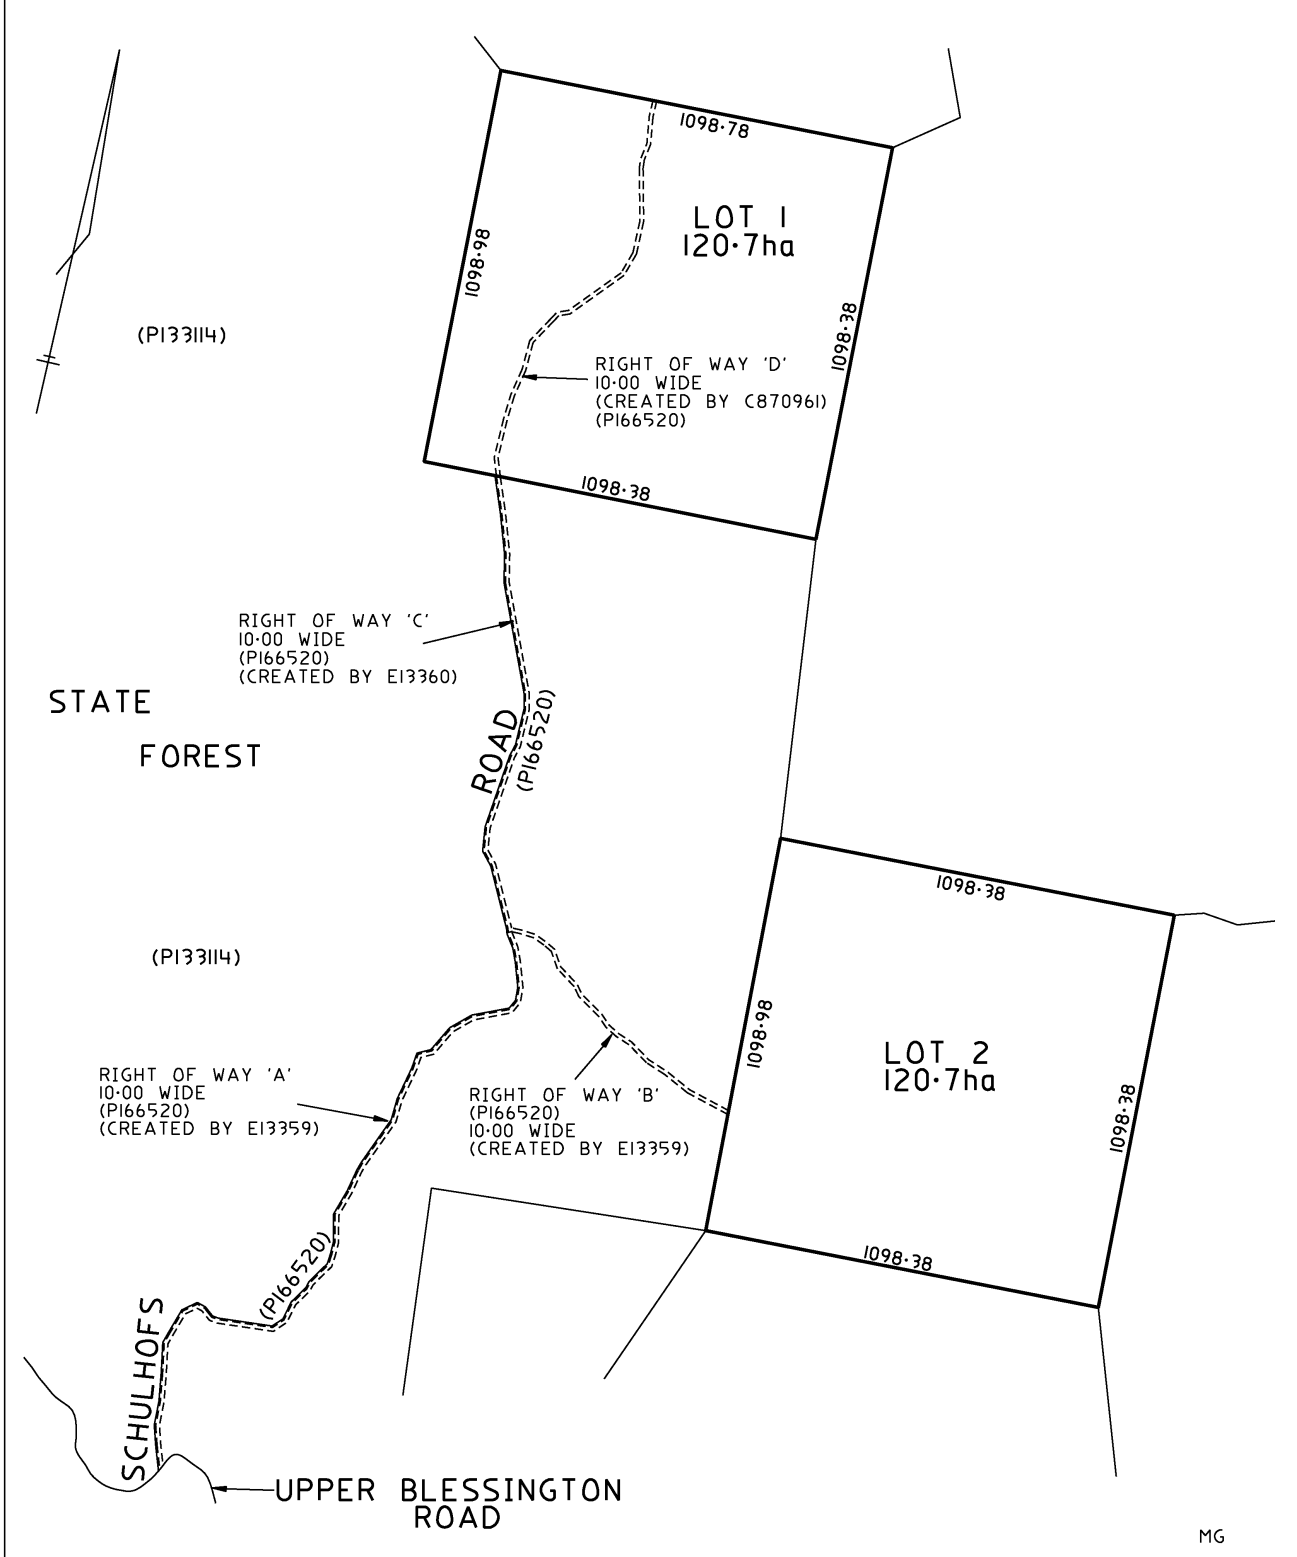 1098·78
LOT 1
120·7ha
1098·98
1098·38
(P133114)
RIGHT OF WAY 'D'
10·00 WIDE
(CREATED BY C870961)
(P166520)
1098·38
RIGHT OF WAY 'C'
10·00 WIDE
(P166520)
(CREATED BY E13360)
STATE
FOREST
ROAD
(P166520)
1098·38
(P133114)
1098·98
LOT 2
120·7ha
1098·38
RIGHT OF WAY 'A'
10·00 WIDE
(P166520)
(CREATED BY E13359)
RIGHT OF WAY 'B'
(P166520)
10·00 WIDE
(CREATED BY E13359)
1098·38
(P166520)
SCHULHOFS
UPPER BLESSINGTON
ROAD
MG